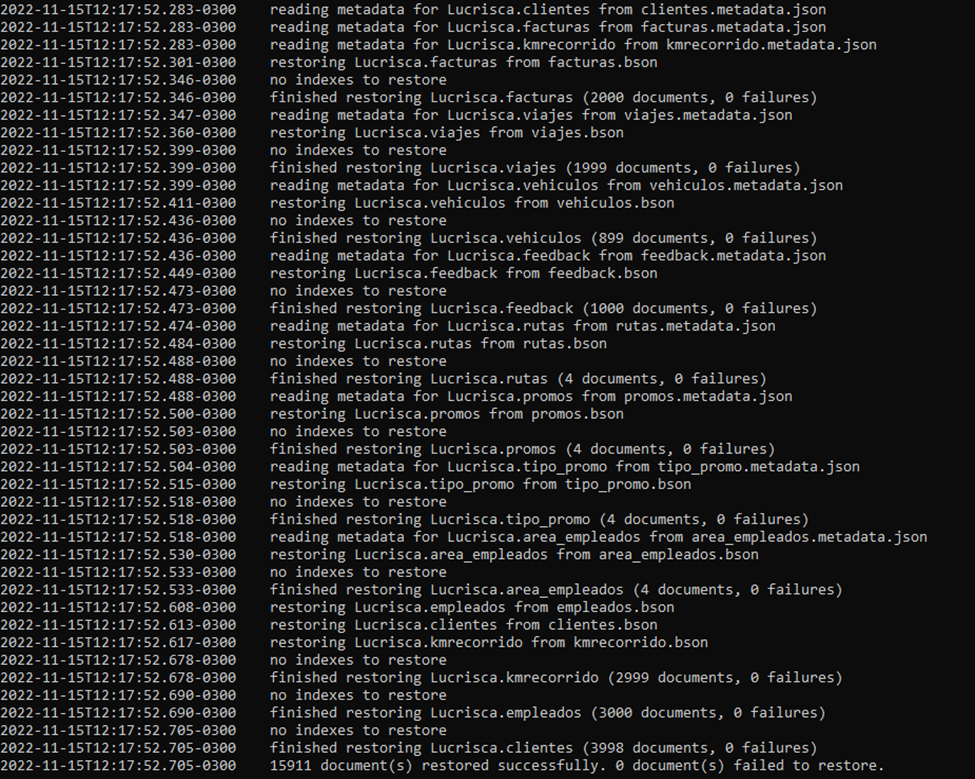 2022-11-15T12:17:52.283-0300    reading metadata for Lucrisca.clientes from clientes.metadata.json
2022-11-15T12:17:52.283-0300    reading metadata for Lucrisca.facturas from facturas.metadata.json
2022-11-15T12:17:52.283-0300    reading metadata for Lucrisca.kmrecorrido from kmrecorrido.metadata.json
2022-11-15T12:17:52.301-0300    restoring Lucrisca.facturas from facturas.bson
2022-11-15T12:17:52.346-0300    no indexes to restore
2022-11-15T12:17:52.346-0300    finished restoring Lucrisca.facturas (2000 documents, 0 failures)
2022-11-15T12:17:52.347-0300    reading metadata for Lucrisca.viajes from viajes.metadata.json
2022-11-15T12:17:52.360-0300    restoring Lucrisca.viajes from viajes.bson
2022-11-15T12:17:52.399-0300    no indexes to restore
2022-11-15T12:17:52.399-0300    finished restoring Lucrisca.viajes (1999 documents, 0 failures)
2022-11-15T12:17:52.399-0300    reading metadata for Lucrisca.vehiculos from vehiculos.metadata.json
2022-11-15T12:17:52.411-0300    restoring Lucrisca.vehiculos from vehiculos.bson
2022-11-15T12:17:52.436-0300    no indexes to restore
2022-11-15T12:17:52.436-0300    finished restoring Lucrisca.vehiculos (899 documents, 0 failures)
2022-11-15T12:17:52.436-0300    reading metadata for Lucrisca.feedback from feedback.metadata.json
2022-11-15T12:17:52.449-0300    restoring Lucrisca.feedback from feedback.bson
2022-11-15T12:17:52.473-0300    no indexes to restore
2022-11-15T12:17:52.473-0300    finished restoring Lucrisca.feedback (1000 documents, 0 failures)
2022-11-15T12:17:52.474-0300    reading metadata for Lucrisca.rutas from rutas.metadata.json
2022-11-15T12:17:52.484-0300    restoring Lucrisca.rutas from rutas.bson
2022-11-15T12:17:52.488-0300    no indexes to restore
2022-11-15T12:17:52.488-0300    finished restoring Lucrisca.rutas (4 documents, 0 failures)
2022-11-15T12:17:52.488-0300    reading metadata for Lucrisca.promos from promos.metadata.json
2022-11-15T12:17:52.500-0300    restoring Lucrisca.promos from promos.bson
2022-11-15T12:17:52.503-0300    no indexes to restore
2022-11-15T12:17:52.503-0300    finished restoring Lucrisca.promos (4 documents, 0 failures)
2022-11-15T12:17:52.504-0300    reading metadata for Lucrisca.tipo_promo from tipo_promo.metadata.json
2022-11-15T12:17:52.515-0300    restoring Lucrisca.tipo_promo from tipo_promo.bson
2022-11-15T12:17:52.518-0300    no indexes to restore
2022-11-15T12:17:52.518-0300    finished restoring Lucrisca.tipo_promo (4 documents, 0 failures)
2022-11-15T12:17:52.518-0300    reading metadata for Lucrisca.area_empleados from area_empleados.metadata.json
2022-11-15T12:17:52.530-0300    restoring Lucrisca.area_empleados from area_empleados.bson
2022-11-15T12:17:52.533-0300    no indexes to restore
2022-11-15T12:17:52.533-0300    finished restoring Lucrisca.area_empleados (4 documents, 0 failures)
2022-11-15T12:17:52.608-0300    restoring Lucrisca.empleados from empleados.bson
2022-11-15T12:17:52.613-0300    restoring Lucrisca.clientes from clientes.bson
2022-11-15T12:17:52.617-0300    restoring Lucrisca.kmrecorrido from kmrecorrido.bson
2022-11-15T12:17:52.678-0300    no indexes to restore
2022-11-15T12:17:52.678-0300    finished restoring Lucrisca.kmrecorrido (2999 documents, 0 failures)
2022-11-15T12:17:52.690-0300    no indexes to restore
2022-11-15T12:17:52.690-0300    finished restoring Lucrisca.empleados (3000 documents, 0 failures)
2022-11-15T12:17:52.705-0300    no indexes to restore
2022-11-15T12:17:52.705-0300    finished restoring Lucrisca.clientes (3998 documents, 0 failures)
2022-11-15T12:17:52.705-0300    15911 document(s) restored successfully. 0 document(s) failed to restore.